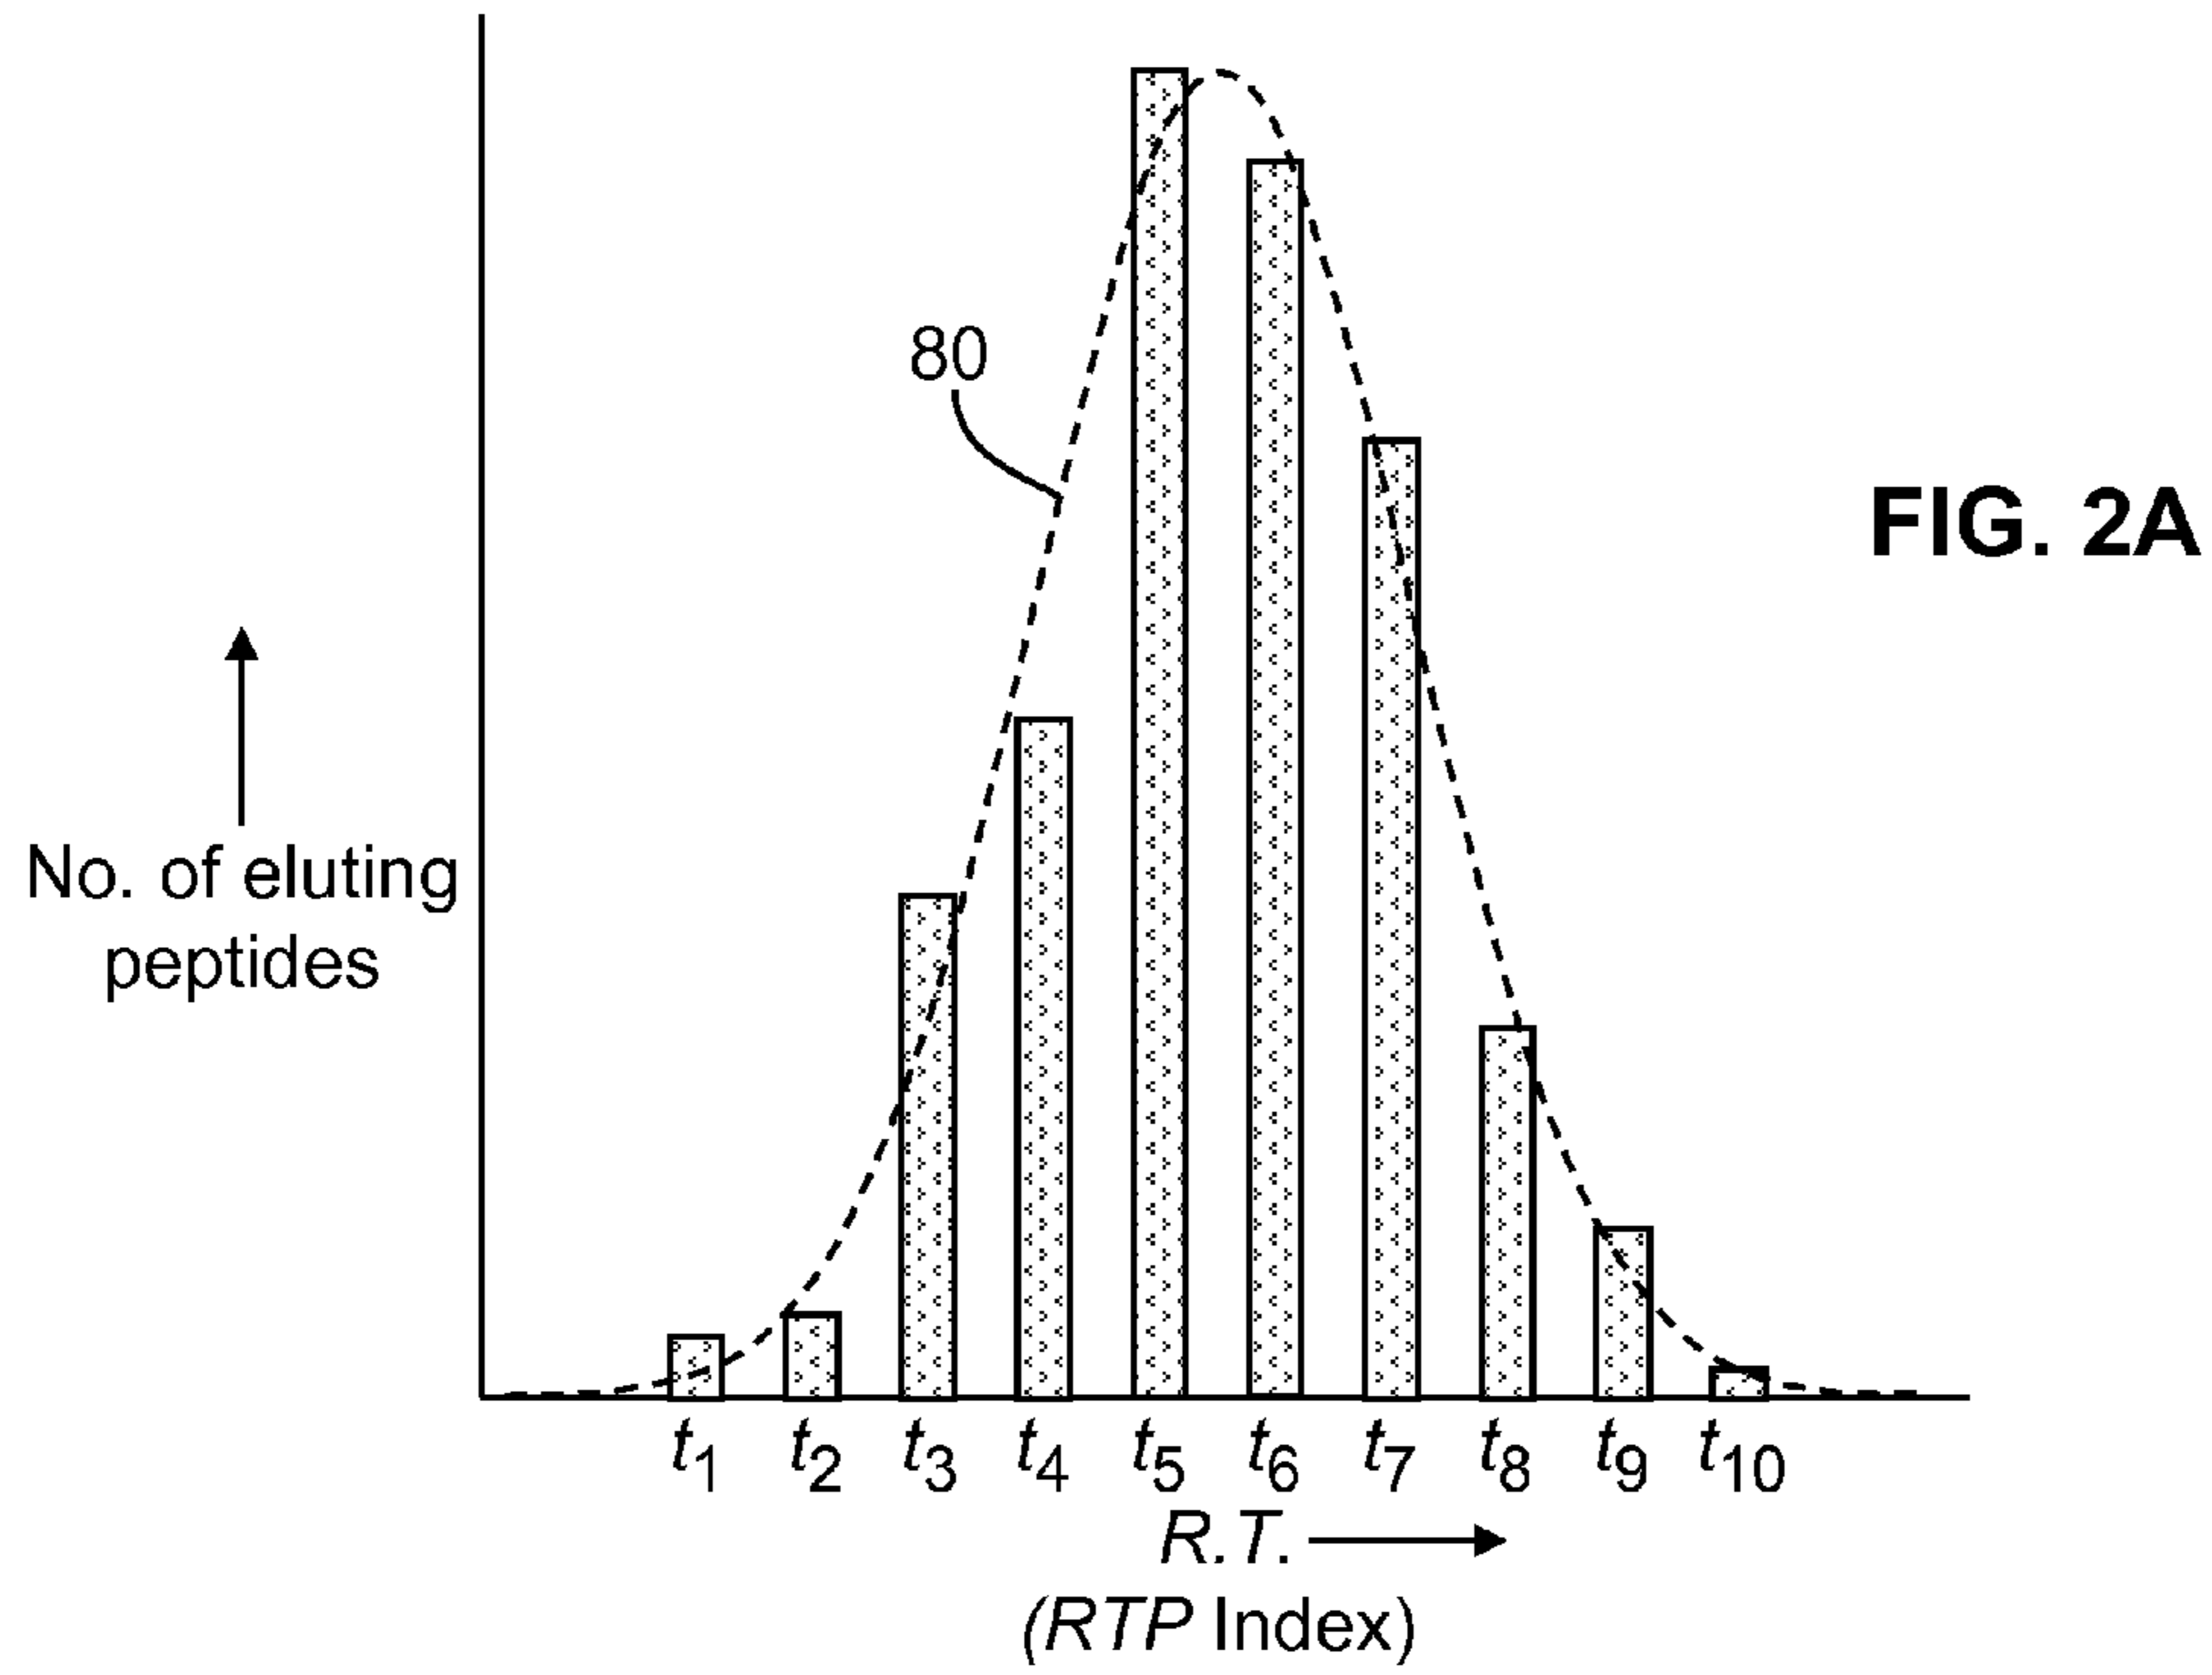 80
FIG. 2A
No. of eluting
peptides
t1 t2 t3 t4 t5 t6 t7 t8 t9 t10
R.T.
(RTP Index)